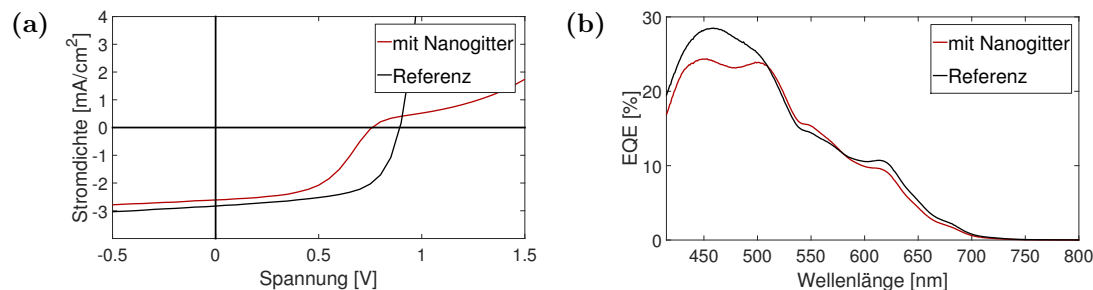 (a)
Stromdichte [mA/cm²]
4
3
2
1
0
-1
-2
-3
-0.5
0
0.5
1
1.5
Spannung [V]
mit Nanogitter
Referenz
(b)
EQE [%]
30
20
10
0
450
500
550
600
650
700
750
800
Wellenlänge [nm]
mit Nanogitter
Referenz